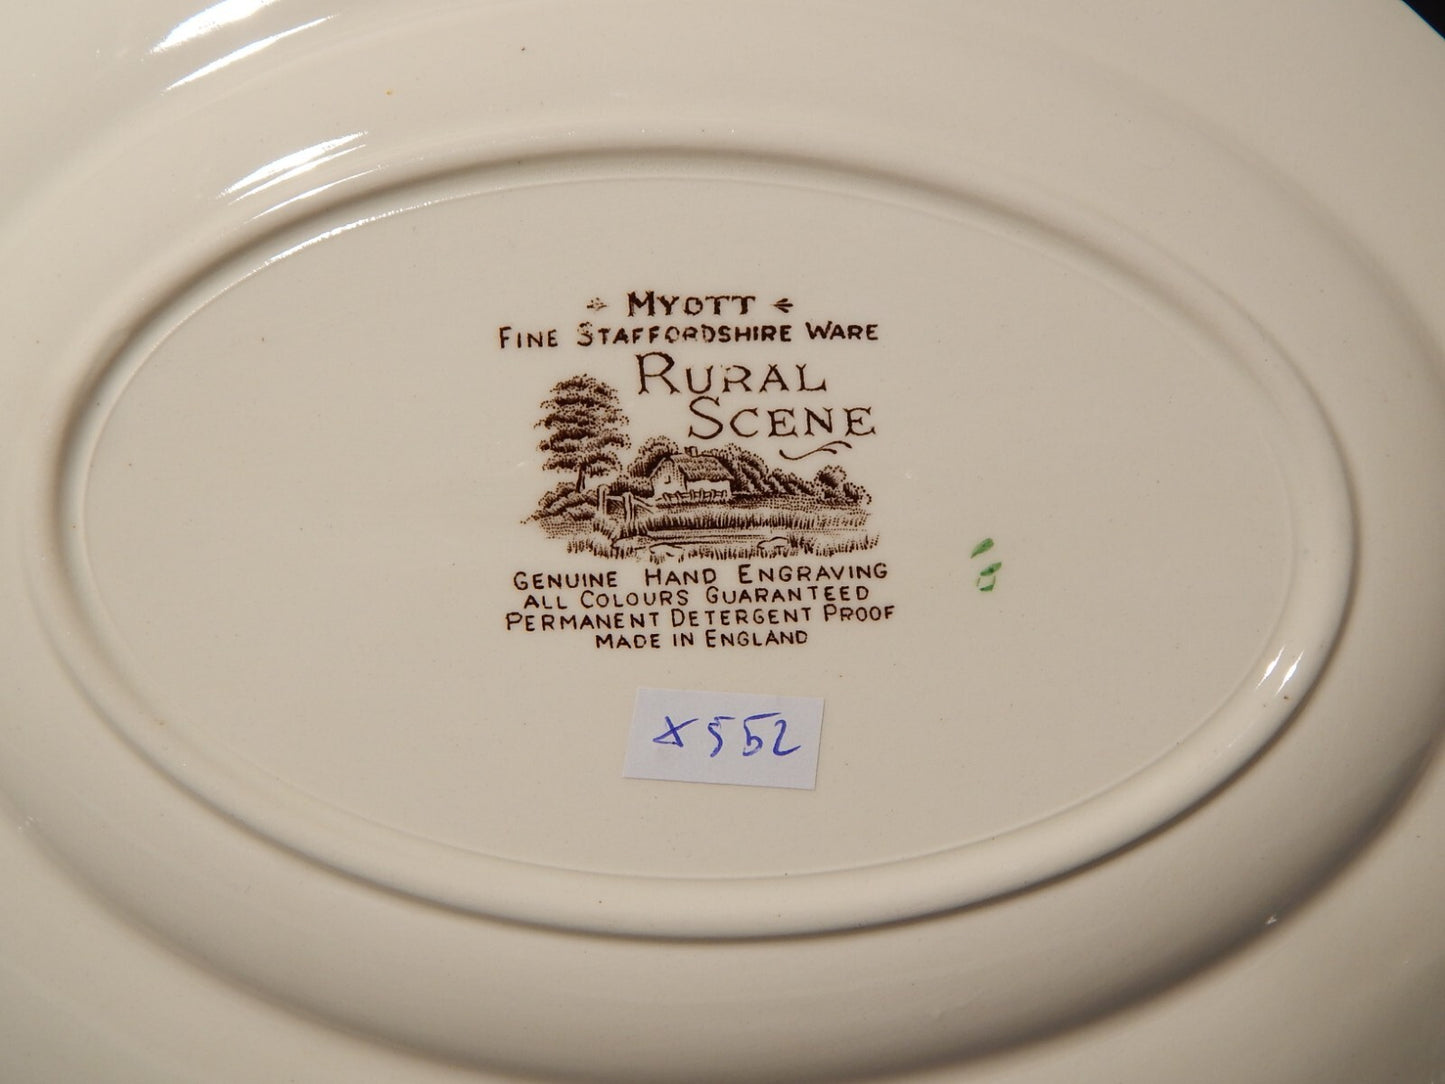 MYOTT
FINE STAFFORDSHIRE WARE
RURAL
SCENE
GENUINE HAND ENGRAVING
ALL COLOURS GUARANTEED
PERMANENT DETERGENT PROOF
MADE IN ENGLAND
x552